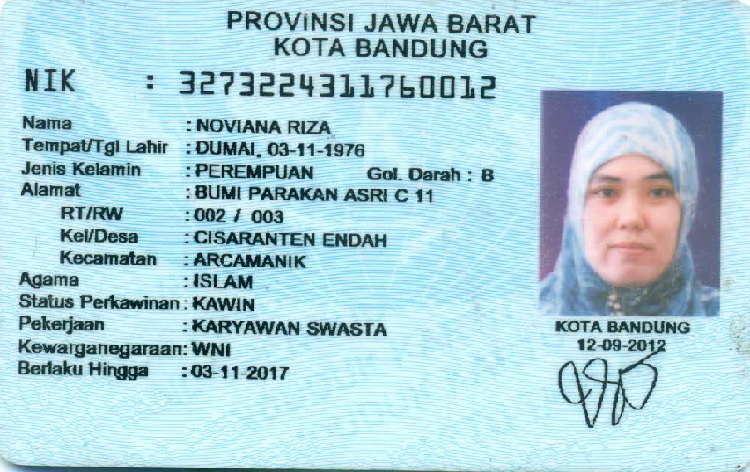 PROVINSI JAWA BARAT
KOTA BANDUNG
NIK : 3273224311760012
Nama : NOVIANA RIZA
Tempat/Tgl Lahir : DUMAI, 03-11-1976
Jenis Kelamin : PEREMPUAN Gol. Darah : B
Alamat : BUMI PARAKAN ASRI C 11
RT/RW : 002 / 003
Kel/Desa : CISARANTEN ENDAH
Kecamatan : ARCAMANIK
Agama : ISLAM
Status Perkawinan : KAWIN
Pekerjaan : KARYAWAN SWASTA
Kewarganegaraan : WNI
Berlaku Hingga : 03-11-2017
KOTA BANDUNG
12-09-2012